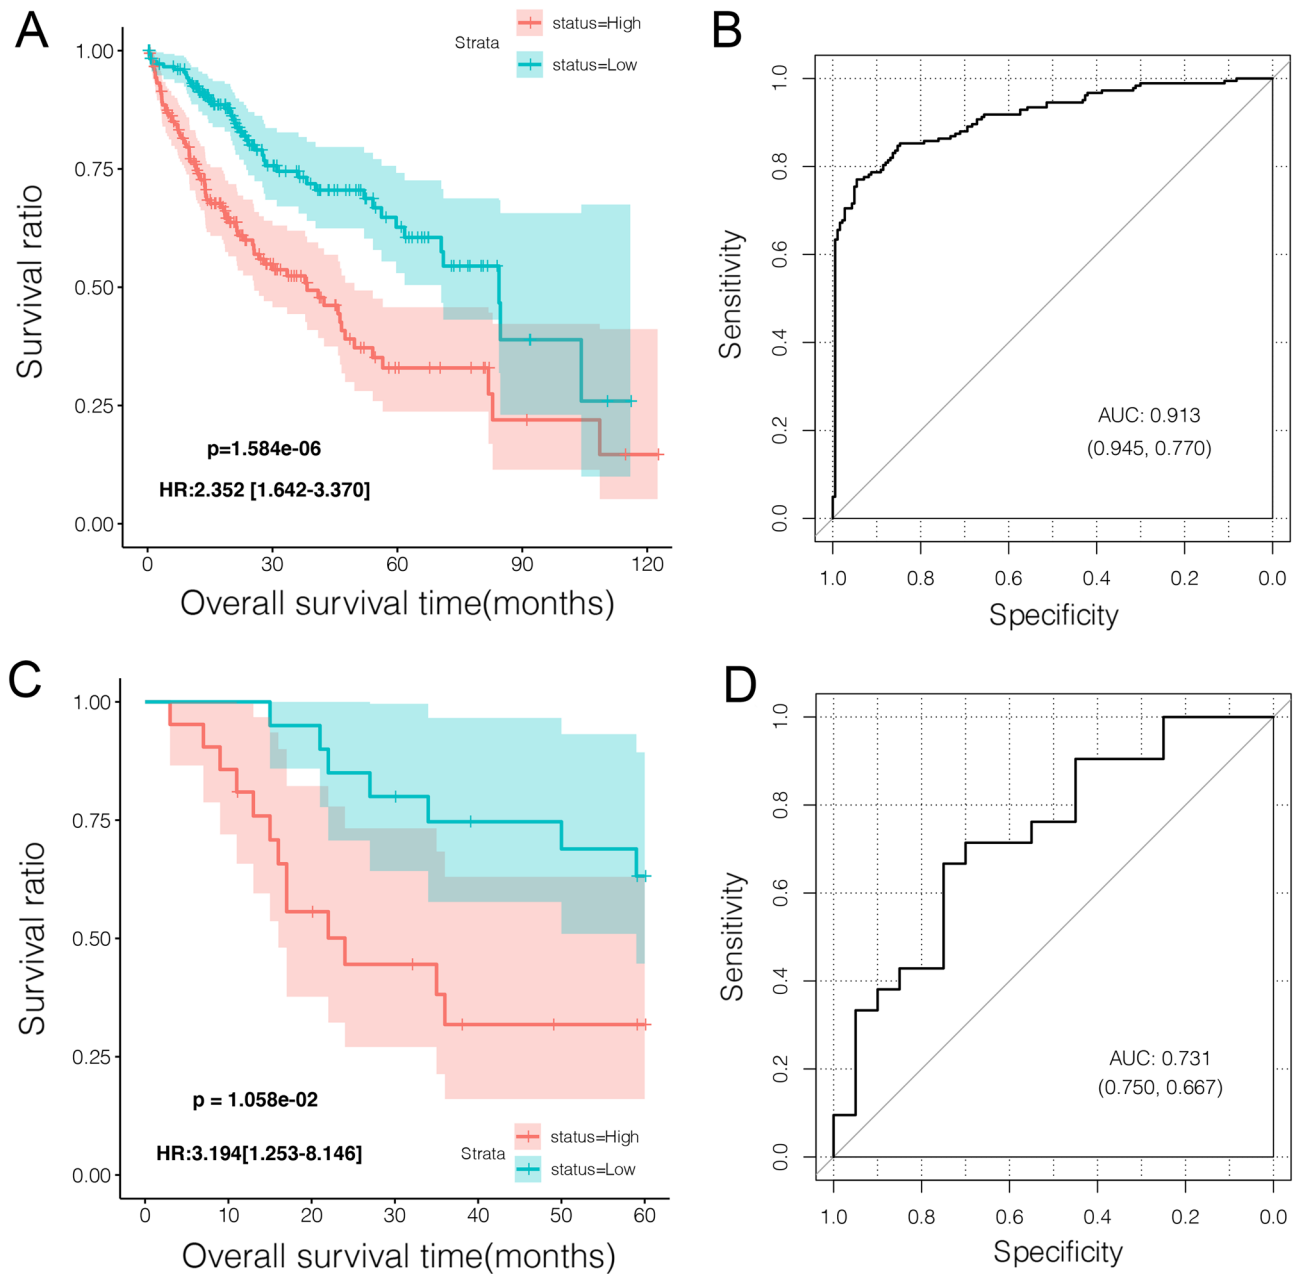 A
Strata
status=High
status=Low
1.00
0.75
0.50
0.25
0.00
Survival ratio
p=1.584e-06
HR:2.352 [1.642-3.370]
0 30 60 90 120
Overall survival time(months)
B
1.0
0.8
0.6
0.4
0.2
0.0
Sensitivity
AUC: 0.913
(0.945, 0.770)
1.0 0.8 0.6 0.4 0.2 0.0
Specificity
C
1.00
0.75
0.50
0.25
0.00
Survival ratio
p = 1.058e-02
HR:3.194[1.253-8.146]
Strata
status=High
status=Low
0 10 20 30 40 50 60
Overall survival time(months)
D
1.0
0.8
0.6
0.4
0.2
0.0
Sensitivity
AUC: 0.731
(0.750, 0.667)
1.0 0.8 0.6 0.4 0.2 0.0
Specificity